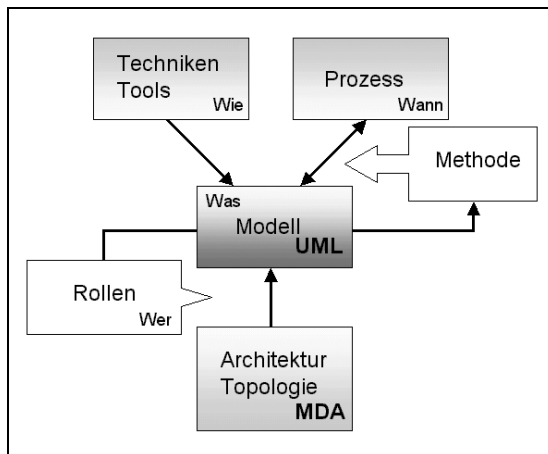 Techniken
Tools
Wie
Prozess
Wann
Methode
Was
Modell
UML
Rollen
Wer
Architektur
Topologie
MDA